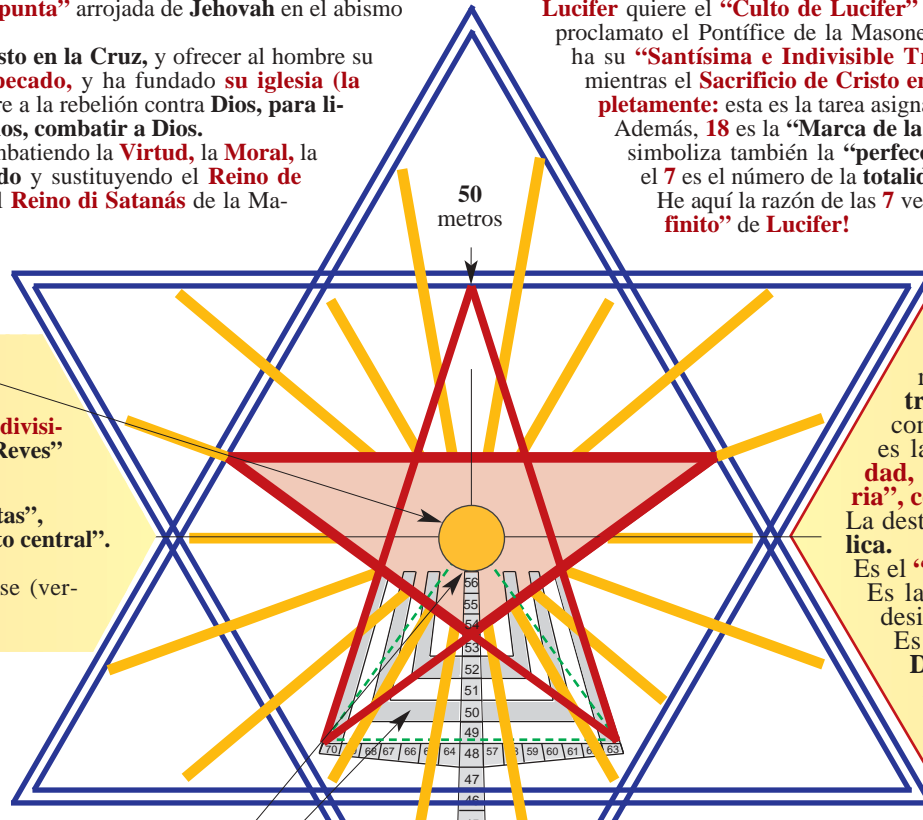 punta” arrojada de Jehovah en el abismo
sto en la Cruz, y ofrecer al hombre su
pecado, y ha fundado su iglesia (la
re a la rebelión contra Dios, para li-
os, combatir a Dios.
mbatiendo la Virtud, la Moral, la
do y sustituyendo el Reino de
l Reino di Satanás de la Ma-
Lucifer quiere el “Culto de Lucifer”
proclamato el Pontífice de la Masone
ha su “Santísima e Indivisible Tr
mientras el Sacrificio de Cristo en
pletamente: esta es la tarea asigna
Además, 18 es la “Marca de la
simboliza también la “perfecc
el 7 es el número de la totalid
He aquí la razón de las 7 ve
finito” de Lucifer!
50
metros
divisi-
Reves”
tas”,
to central”.
se (ver-
tr
con
es la
dad,
ria”, c
La dest
lica.
Es el “
Es la
desi
Es
D
56
55
54
53
52
51
50
49
70 68 67 66 64 48 57 59 60 61 63
47
46